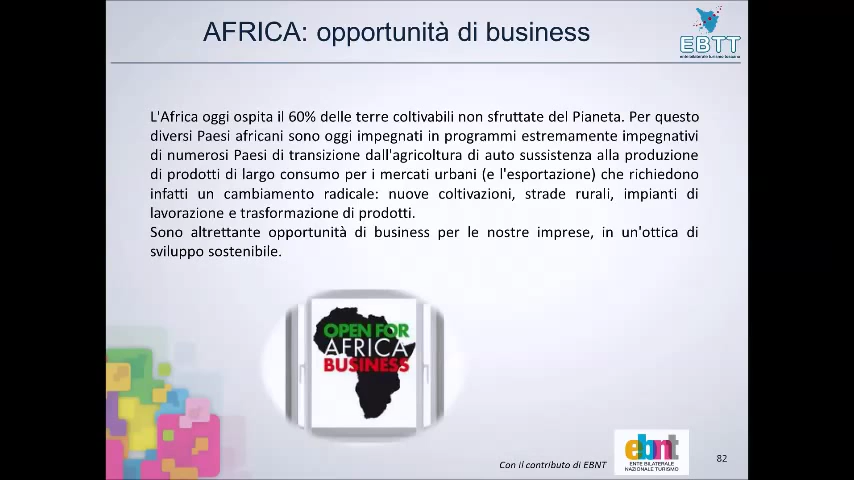 AFRICA: opportunità di business
EBTT
ente bilaterale turismo toscano
L'Africa oggi ospita il 60% delle terre coltivabili non sfruttate del Pianeta. Per questo
diversi Paesi africani sono oggi impegnati in programmi estremamente impegnativi
di numerosi Paesi di transizione dall'agricoltura di auto sussistenza alla produzione
di prodotti di largo consumo per i mercati urbani (e l'esportazione) che richiedono
infatti un cambiamento radicale: nuove coltivazioni, strade rurali, impianti di
lavorazione e trasformazione di prodotti.
Sono altrettante opportunità di business per le nostre imprese, in un'ottica di
sviluppo sostenibile.
OPEN FOR
AFRICA
BUSINESS
Con il contributo di EBNT
ebnt
ENTE BILATERALE
NAZIONALE TURISMO
82